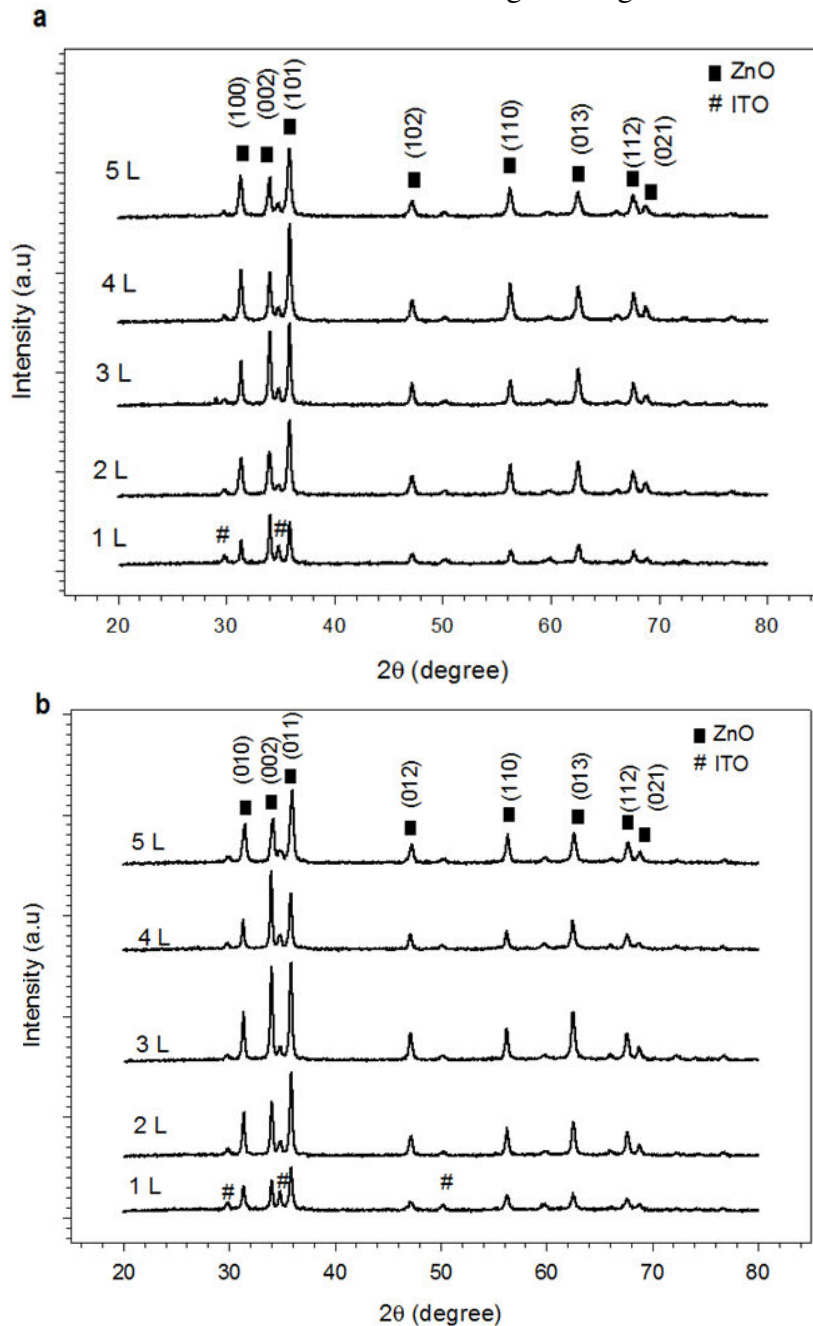 a
(100)
(002)
(101)
(102)
(110)
(013)
(112)
(021)
■ ZnO
# ITO
5 L
4 L
3 L
2 L
1 L
#
#
Intensity (a.u)
20 30 40 50 60 70 80
2θ (degree)
b
(010)
(002)
(011)
(012)
(110)
(013)
(112)
(021)
■ ZnO
# ITO
5 L
4 L
3 L
2 L
1 L
#
#
#
Intensity (a.u)
20 30 40 50 60 70 80
2θ (degree)